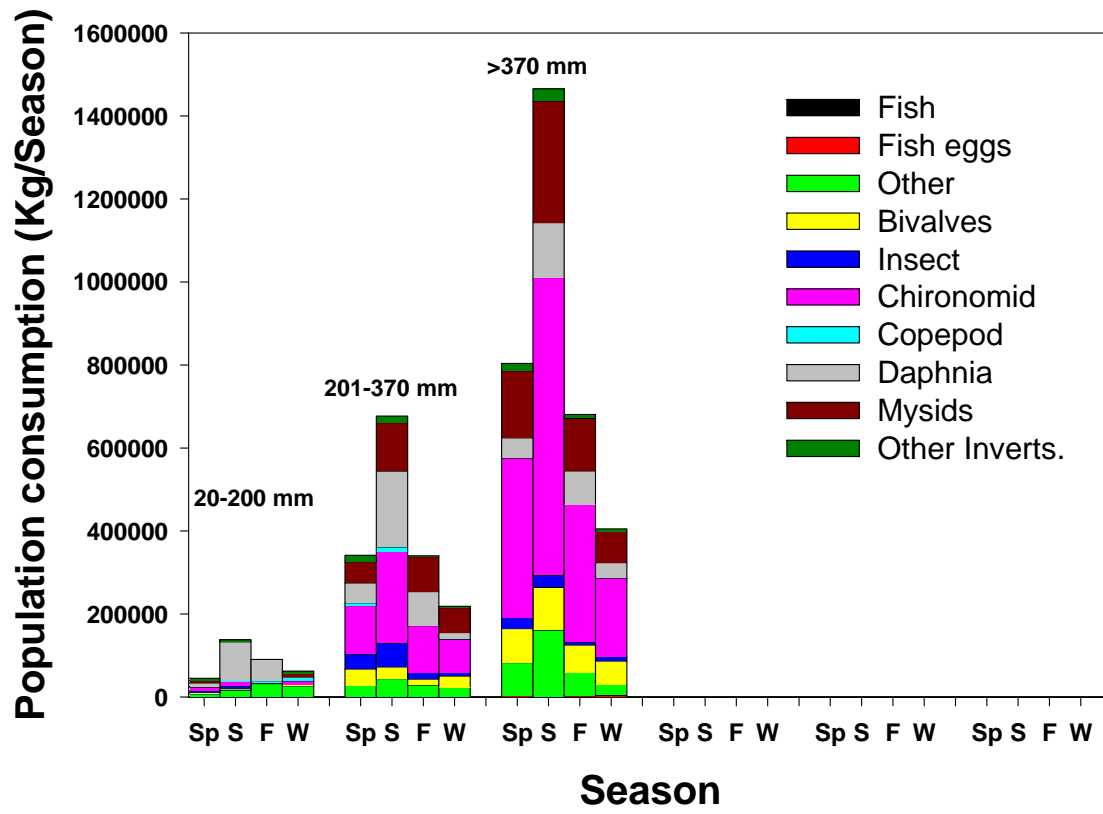 Population consumption (Kg/Season)
1600000
1400000
1200000
1000000
800000
600000
400000
200000
0
20-200 mm
201-370 mm
>370 mm
Fish
Fish eggs
Other
Bivalves
Insect
Chironomid
Copepod
Daphnia
Mysids
Other Inverts.
Sp S F W Sp S F W Sp S F W Sp S F W Sp S F W Sp S F W
Season